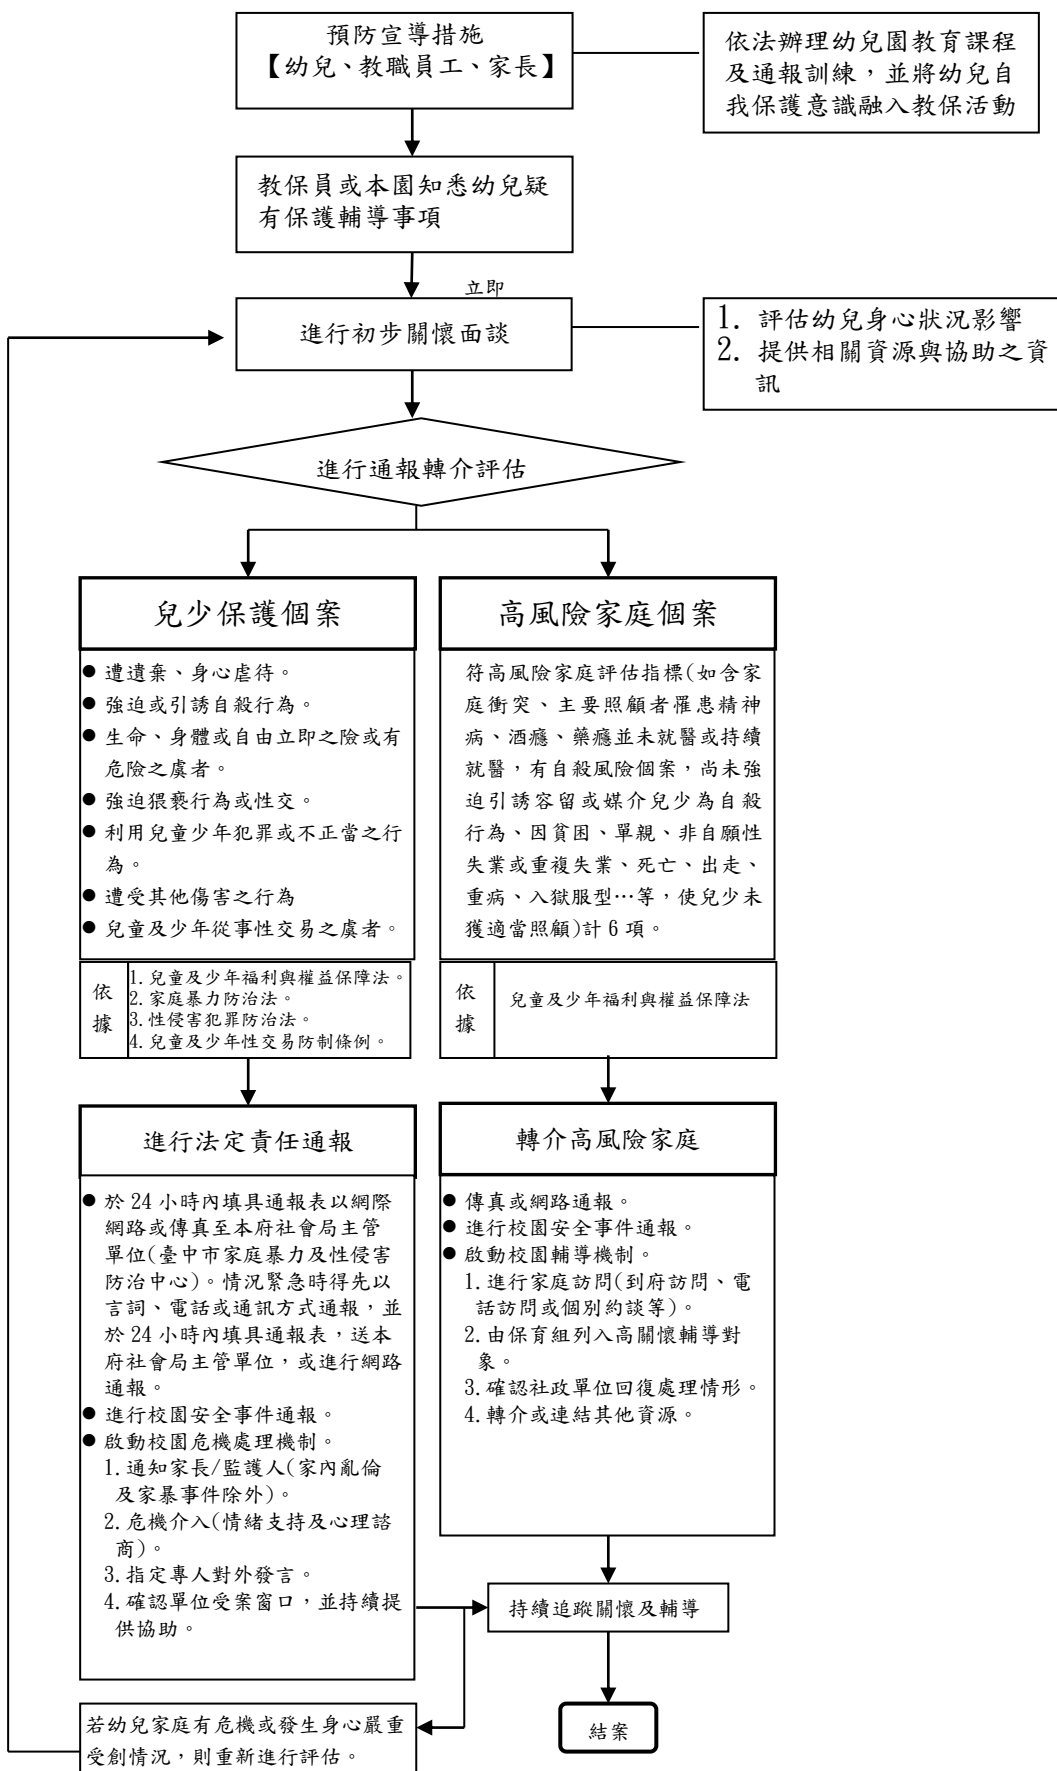 預防宣導措施
【幼兒、教職員工、家長】
依法辦理幼兒園教育課程
及通報訓練，並將幼兒自
我保護意識融入教保活動
教保員或本園知悉幼兒疑
有保護輔導事項
立即
進行初步關懷面談
1. 評估幼兒身心狀況影響
2. 提供相關資源與協助之資
訊
進行通報轉介評估
兒少保護個案
● 遭遺棄、身心虐待。
● 強迫或引誘自殺行為。
● 生命、身體或自由立即之險或有
危險之虞者。
● 強迫猥褻行為或性交。
● 利用兒童少年犯罪或不正當之行
為。
● 遭受其他傷害之行為
● 兒童及少年從事性交易之虞者。
依
據
1.兒童及少年福利與權益保障法。
2.家庭暴力防治法。
3.性侵害犯罪防治法。
4.兒童及少年性交易防制條例。
高風險家庭個案
符高風險家庭評估指標(如含家
庭衝突、主要照顧者罹患精神
病、酒癮、藥癮並未就醫或持續
就醫，有自殺風險個案，尚未強
迫引誘容留或媒介兒少為自殺
行為、因貧困、單親、非自願性
失業或重複失業、死亡、出走、
重病、入獄服型…等，使兒少未
獲適當照顧)計 6 項。
依
據
兒童及少年福利與權益保障法
進行法定責任通報
● 於 24 小時內填具通報表以網際
網路或傳真至本府社會局主管
單位(臺中市家庭暴力及性侵害
防治中心)。情況緊急時得先以
言詞、電話或通訊方式通報，並
於 24 小時內填具通報表，送本
府社會局主管單位，或進行網路
通報。
● 進行校園安全事件通報。
● 啟動校園危機處理機制。
1.通知家長/監護人(家內亂倫
及家暴事件除外)。
2.危機介入(情緒支持及心理諮
商)。
3.指定專人對外發言。
4.確認單位受案窗口，並持續提
供協助。
轉介高風險家庭
● 傳真或網路通報。
● 進行校園安全事件通報。
● 啟動校園輔導機制。
1.進行家庭訪問(到府訪問、電
話訪問或個別約談等)。
2.由保育組列入高關懷輔導對
象。
3.確認社政單位回復處理情形。
4.轉介或連結其他資源。
持續追蹤關懷及輔導
結案
若幼兒家庭有危機或發生身心嚴重
受創情況，則重新進行評估。